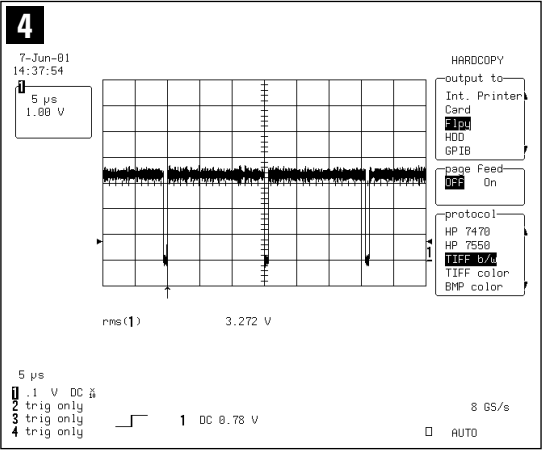 4
7-Jun-01
14:37:54
1
5 µs
1.00 V
HARDCOPY
output to
Int. Printer
Card
Flpy
HDD
GPIB
page feed
OFF On
protocol
HP 7470
HP 7550
TIFF b/w
TIFF color
BMP color
1
rms(1) 3.272 V
5 µs
1 .1 V DC X10
2 trig only
3 trig only
4 trig only
1 DC 0.78 V
8 GS/s
AUTO